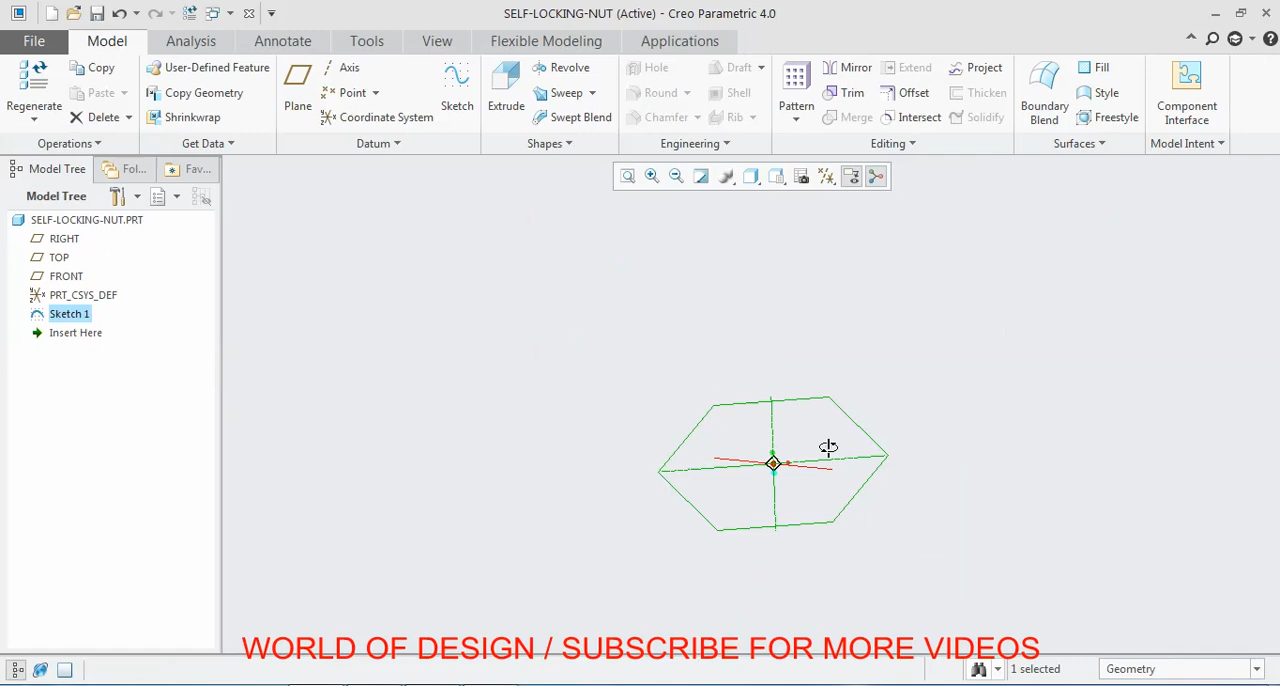 SELF-LOCKING-NUT (Active) - Creo Parametric 4.0
File Model Analysis Annotate Tools View Flexible Modeling Applications
Regenerate
Copy
Paste
Delete
Operations
User-Defined Feature
Copy Geometry
Shrinkwrap
Get Data
Plane
Axis
Point
Coordinate System
Sketch
Datum
Extrude
Revolve
Sweep
Swept Blend
Shapes
Hole
Round
Chamfer
Draft
Shell
Rib
Engineering
Pattern
Mirror
Trim
Merge
Extend
Offset
Intersect
Project
Thicken
Solidify
Editing
Boundary
Blend
Fill
Style
Freestyle
Surfaces
Component
Interface
Model Intent
Model Tree Fol... Fav...
Model Tree
SELF-LOCKING-NUT.PRT
RIGHT
TOP
FRONT
PRT_CSYS_DEF
Sketch 1
Insert Here
WORLD OF DESIGN / SUBSCRIBE FOR MORE VIDEOS
1 selected
Geometry